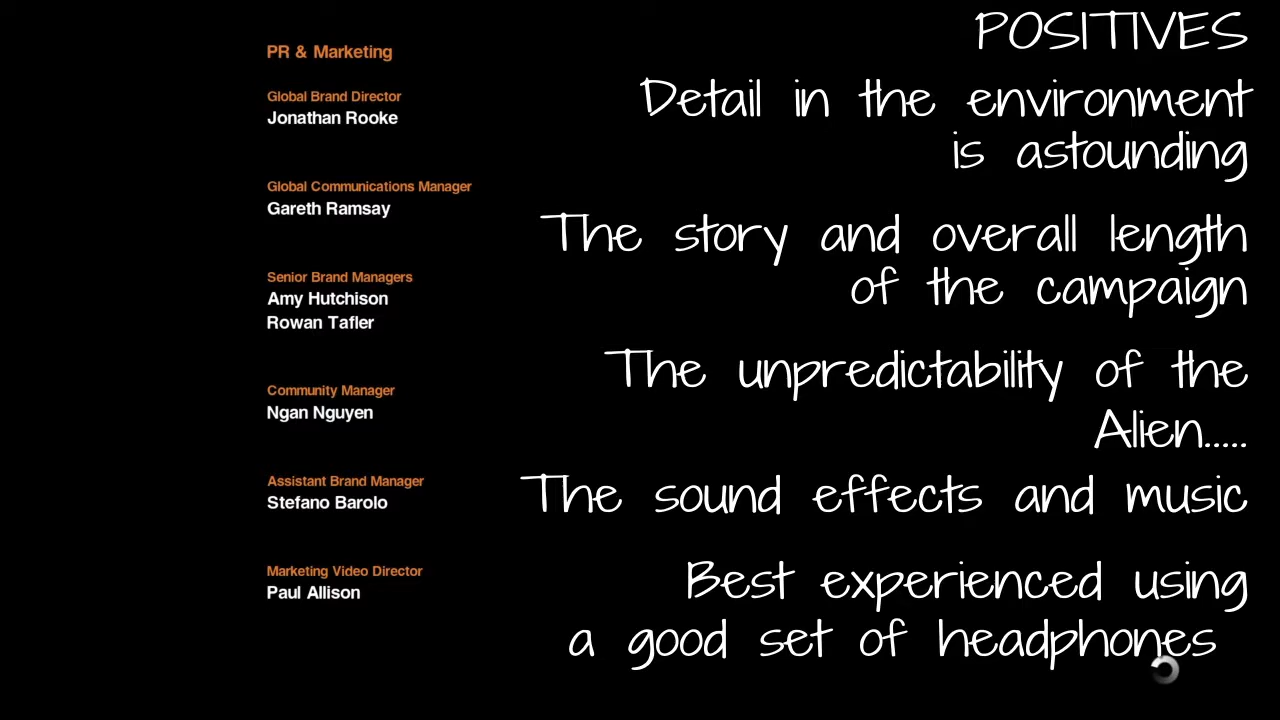 PR & Marketing
Global Brand Director
Jonathan Rooke
Global Communications Manager
Gareth Ramsay
Senior Brand Managers
Amy Hutchison
Rowan Tafler
Community Manager
Ngan Nguyen
Assistant Brand Manager
Stefano Barolo
Marketing Video Director
Paul Allison
POSITIVES
Detail in the environment
is astounding
The story and overall length
of the campaign
The unpredictability of the
Alien.....
The sound effects and music
Best experienced using
a good set of headphones